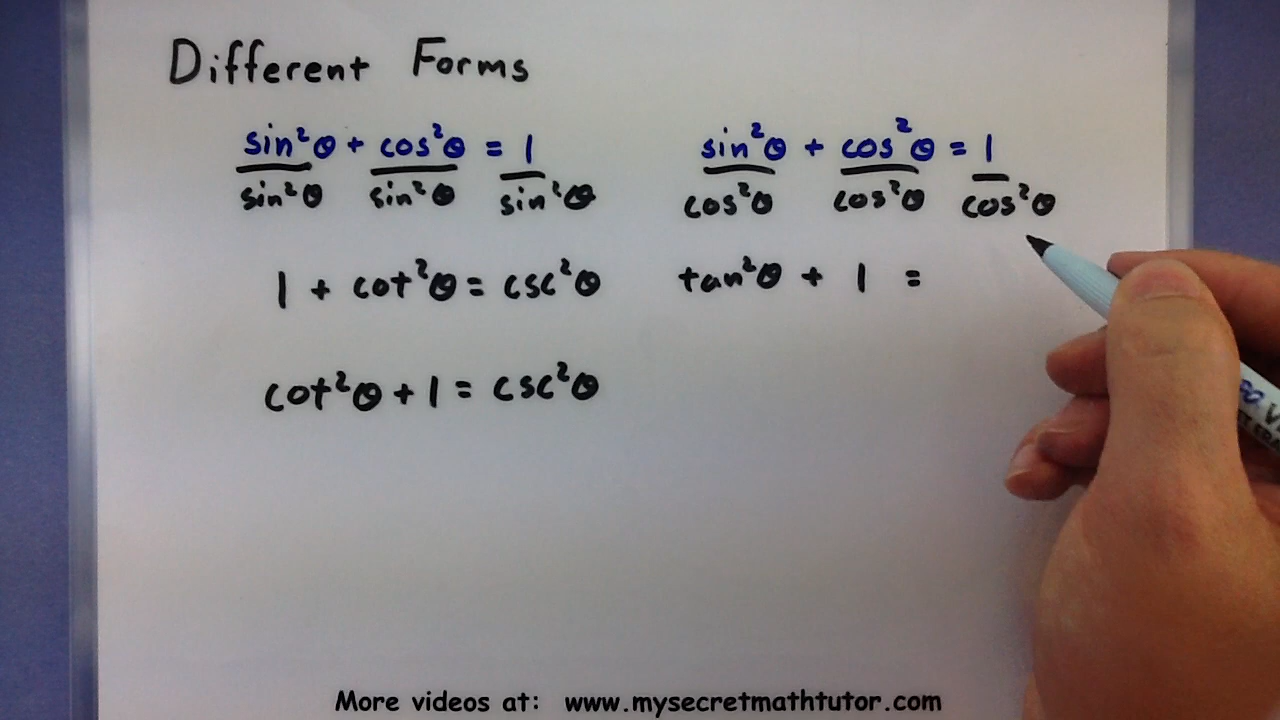 Different Forms
sin²θ + cos²θ = 1
sin²θ sin²θ sin²θ
1 + cot²θ = csc²θ
cot²θ + 1 = csc²θ
sin²θ + cos²θ = 1
cos²θ cos²θ cos²θ
tan²θ + 1 =
More videos at: www.mysecretmathtutor.com